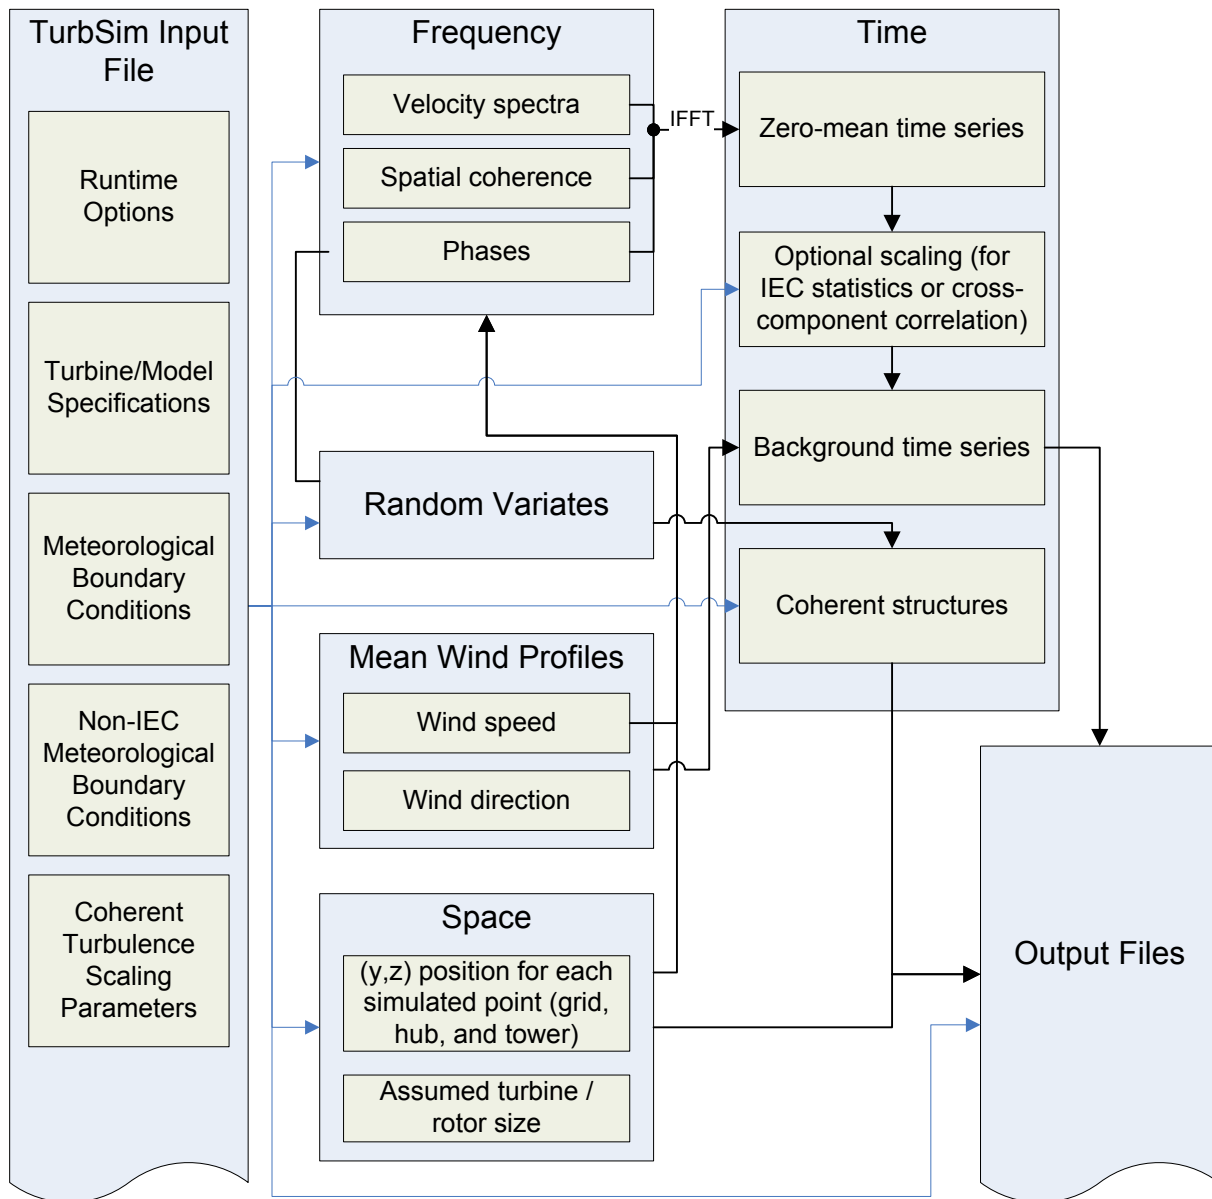 TurbSim Input
File
Runtime
Options
Turbine/Model
Specifications
Meteorological
Boundary
Conditions
Non-IEC
Meteorological
Boundary
Conditions
Coherent
Turbulence
Scaling
Parameters
Frequency
Velocity spectra
Spatial coherence
Phases
IFFT
Random Variates
Mean Wind Profiles
Wind speed
Wind direction
Space
(y,z) position for each
simulated point (grid,
hub, and tower)
Assumed turbine /
rotor size
Time
Zero-mean time series
Optional scaling (for
IEC statistics or cross-
component correlation)
Background time series
Coherent structures
Output Files